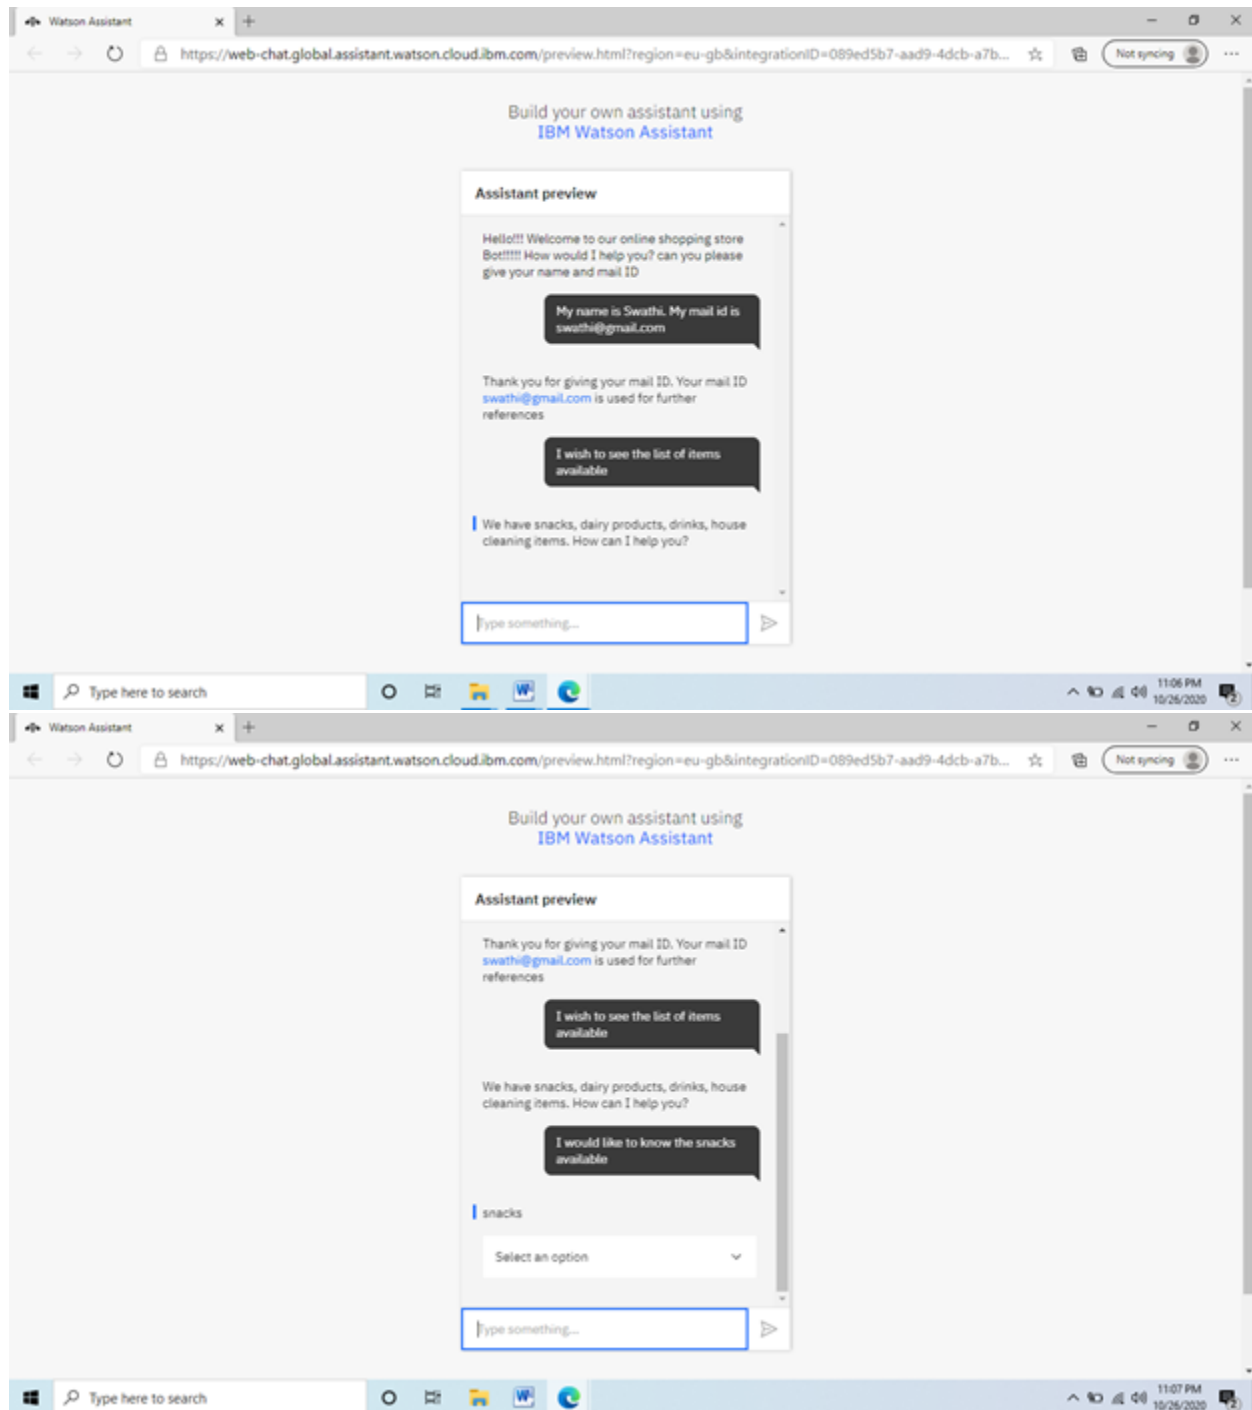 Watson Assistant
https://web-chat.global.assistant.watson.cloud.ibm.com/preview.html?region=eu-gb&integrationID=089ed5b7-aad9-4dcb-a7b...
Not syncing
Build your own assistant using
IBM Watson Assistant
Assistant preview
Hello!!! Welcome to our online shopping store
Bot!!!!! How would I help you? can you please
give your name and mail ID
My name is Swathi. My mail id is
swathi@gmail.com
Thank you for giving your mail ID. Your mail ID
swathi@gmail.com is used for further
references
I wish to see the list of items
available
We have snacks, dairy products, drinks, house
cleaning items. How can I help you?
Type something...
Type here to search
11:06 PM
10/26/2020
Watson Assistant
https://web-chat.global.assistant.watson.cloud.ibm.com/preview.html?region=eu-gb&integrationID=089ed5b7-aad9-4dcb-a7b...
Not syncing
Build your own assistant using
IBM Watson Assistant
Assistant preview
Thank you for giving your mail ID. Your mail ID
swathi@gmail.com is used for further
references
I wish to see the list of items
available
We have snacks, dairy products, drinks, house
cleaning items. How can I help you?
I would like to know the snacks
available
snacks
Select an option
Type something...
Type here to search
11:07 PM
10/26/2020